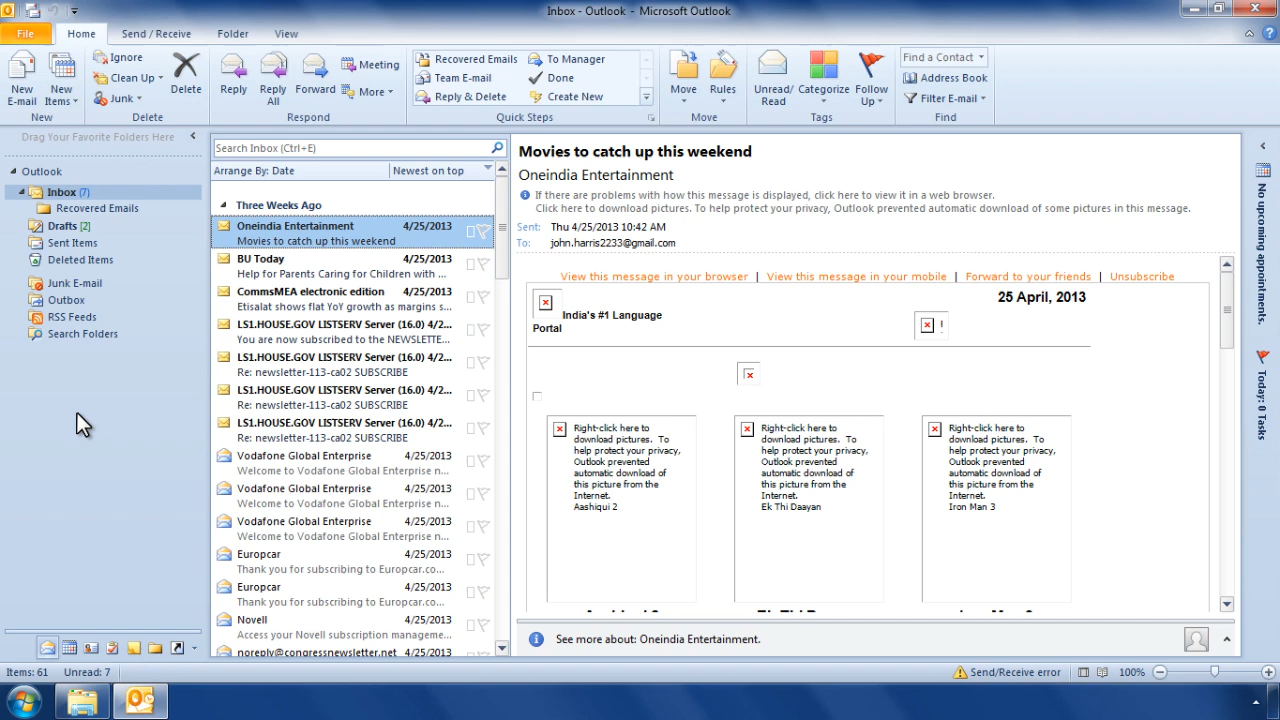 Inbox - Outlook - Microsoft Outlook
File
Home
Send / Receive
Folder
View
New E-mail
New Items
New
Ignore
Clean Up
Junk
Delete
Delete
Reply
Reply All
Forward
Meeting
More
Respond
Recovered Emails
Team E-mail
Reply & Delete
To Manager
Done
Create New
Quick Steps
Move
Rules
Move
Unread/ Read
Categorize
Follow Up
Tags
Find a Contact
Address Book
Filter E-mail
Find
Drag Your Favorite Folders Here
Outlook
Inbox (7)
Recovered Emails
Drafts [2]
Sent Items
Deleted Items
Junk E-mail
Outbox
RSS Feeds
Search Folders
Search Inbox (Ctrl+E)
Arrange By: Date
Newest on top
Three Weeks Ago
Oneindia Entertainment 4/25/2013
Movies to catch up this weekend
BU Today 4/25/2013
Help for Parents Caring for Children with ...
CommsMEA electronic edition 4/25/2013
Etisalat shows flat YoY growth as margins s...
LS1.HOUSE.GOV LISTSERV Server (16.0) 4/2...
You are now subscribed to the NEWSLETTE...
LS1.HOUSE.GOV LISTSERV Server (16.0) 4/2...
Re: newsletter-113-ca02 SUBSCRIBE
LS1.HOUSE.GOV LISTSERV Server (16.0) 4/2...
Re: newsletter-113-ca02 SUBSCRIBE
LS1.HOUSE.GOV LISTSERV Server (16.0) 4/2...
Re: newsletter-113-ca02 SUBSCRIBE
Vodafone Global Enterprise 4/25/2013
Welcome to Vodafone Global Enterprise n...
Vodafone Global Enterprise 4/25/2013
Welcome to Vodafone Global Enterprise n...
Vodafone Global Enterprise 4/25/2013
Welcome to Vodafone Global Enterprise n...
Europcar 4/25/2013
Thank you for subscribing to Europcar.co...
Europcar 4/25/2013
Thank you for subscribing to Europcar.co...
Novell 4/25/2013
Access your Novell subscription manageme...
noreply@congressnewsletter.net 4/25/2013
Movies to catch up this weekend
Oneindia Entertainment
If there are problems with how this message is displayed, click here to view it in a web browser.
Click here to download pictures. To help protect your privacy, Outlook prevented automatic download of some pictures in this message.
Sent: Thu 4/25/2013 10:42 AM
To: john.harris2233@gmail.com
View this message in your browser | View this message in your mobile | Forward to your friends | Unsubscribe
25 April, 2013
India's #1 Language
Portal
!
Right-click here to
download pictures. To
help protect your privacy,
Outlook prevented
automatic download of
this picture from the
Internet.
Aashiqui 2
Right-click here to
download pictures. To
help protect your privacy,
Outlook prevented
automatic download of
this picture from the
Internet.
Ek Thi Daayan
Right-click here to
download pictures. To
help protect your privacy,
Outlook prevented
automatic download of
this picture from the
Internet.
Iron Man 3
See more about: Oneindia Entertainment.
No upcoming appointments.
Today: 0 Tasks
Items: 61
Unread: 7
Send/Receive error
100%